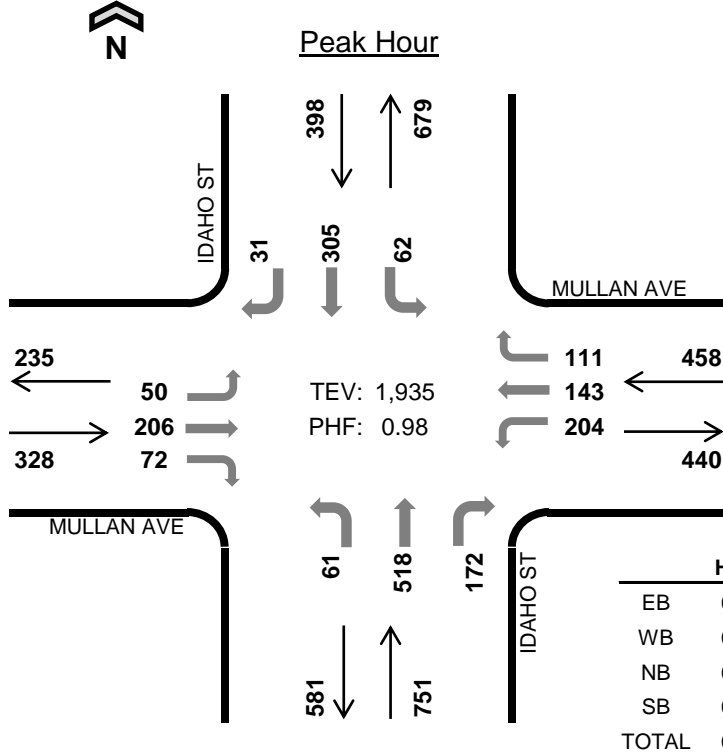 N
Peak Hour
398
679
IDAHO ST
31
305
62
MULLAN AVE
235
50
206
72
328
TEV: 1,935
PHF: 0.98
111
143
204
458
440
MULLAN AVE
61
518
172
IDAHO ST
581
751
EB
WB
NB
SB
TOTAL